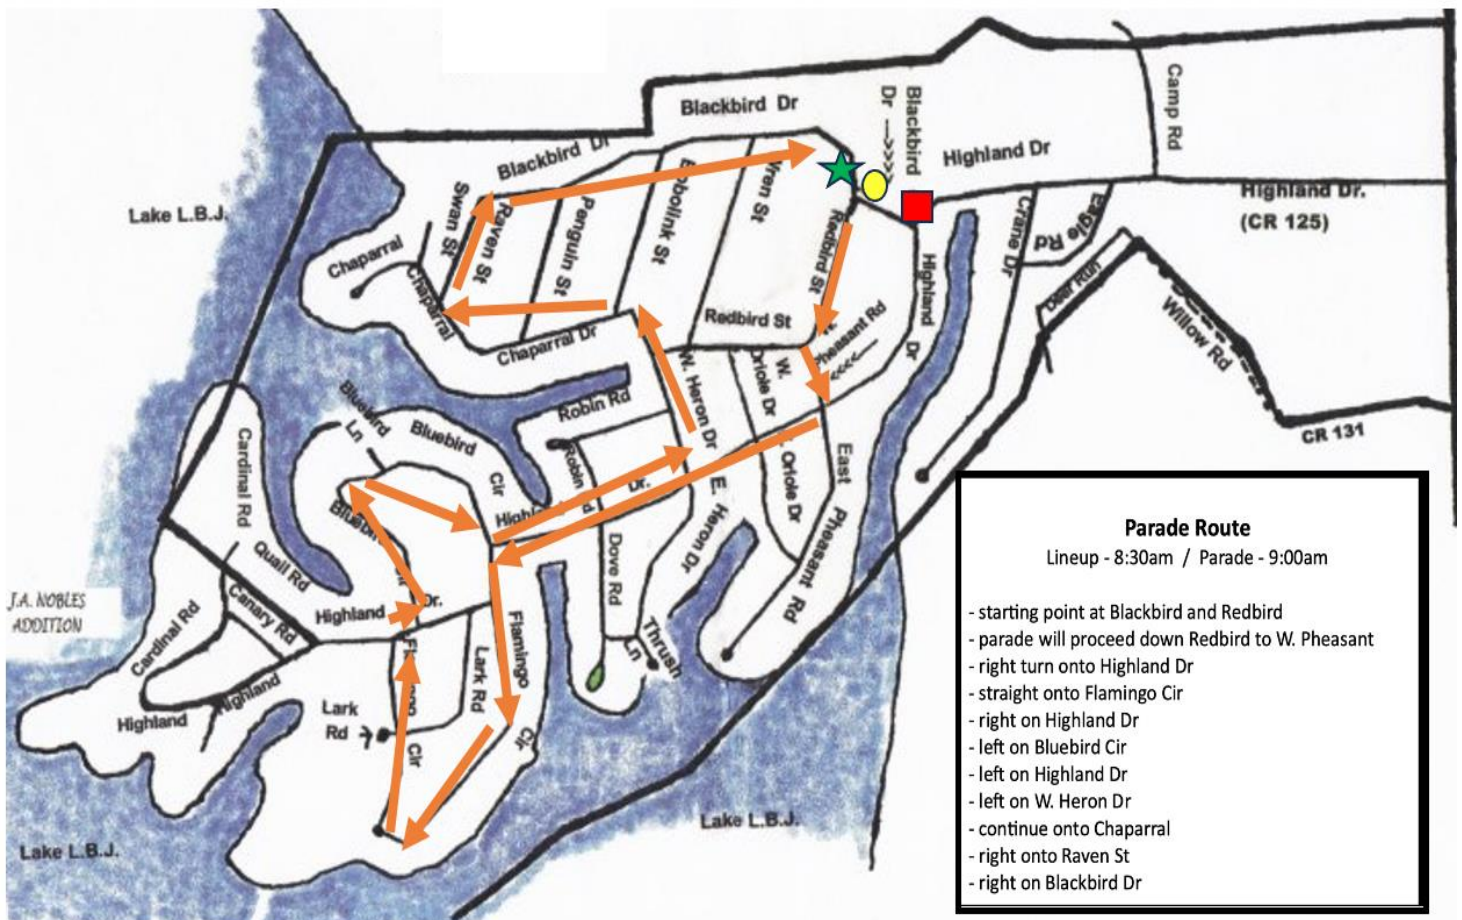 Blackbird Dr
Blackbird
Dr --->>>>
Camp Rd
Highland Dr
Blackbird Dr
Highland Dr.
(CR 125)
Lake L.B.J.
Swan St
Raven St
Penguin St
Bobolink St
Wren St
Redbird St
Crane Dr
Eagle Rd
Chaparral
Chaparral
Highland
Dr
Deer Run
Willow Rd
Redbird St
W.
Pheasant Rd
<<<---
Chaparral Dr
W. Heron Dr
W.
Oriole Dr
Bluebird
Ln
Bluebird
Cir
Robin Rd
Robin
Cardinal Rd
CR 131
East
Pheasant Rd
Oriole Dr
Dr.
E.
Heron Dr
Quail Rd
Dove Rd
Highland
Dr.
J.A. NOBLES
ADDITION
Canary Rd
Cardinal Rd
Flamingo
Cir
Thrush
Ln
Lark Rd
Highland
Highland
Lark
Rd
Cir
Lake L.B.J.
Lake L.B.J.
Parade Route
Lineup - 8:30am / Parade - 9:00am
- starting point at Blackbird and Redbird
- parade will proceed down Redbird to W. Pheasant
- right turn onto Highland Dr
- straight onto Flamingo Cir
- right on Highland Dr
- left on Bluebird Cir
- left on Highland Dr
- left on W. Heron Dr
- continue onto Chaparral
- right onto Raven St
- right on Blackbird Dr